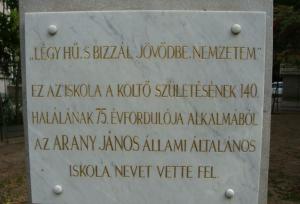 „LÉGY HŰ, S BIZZÁL JÖVŐDBE, NEMZETEM”
EZ AZ ISKOLA A KÖLTŐ SZÜLETÉSÉNEK 140.
HALÁLÁNAK 75. ÉVFORDULÓJA ALKALMÁBÓL
AZ ARANY JÁNOS ÁLLAMI ÁLTALÁNOS
ISKOLA NEVET VETTE FEL.